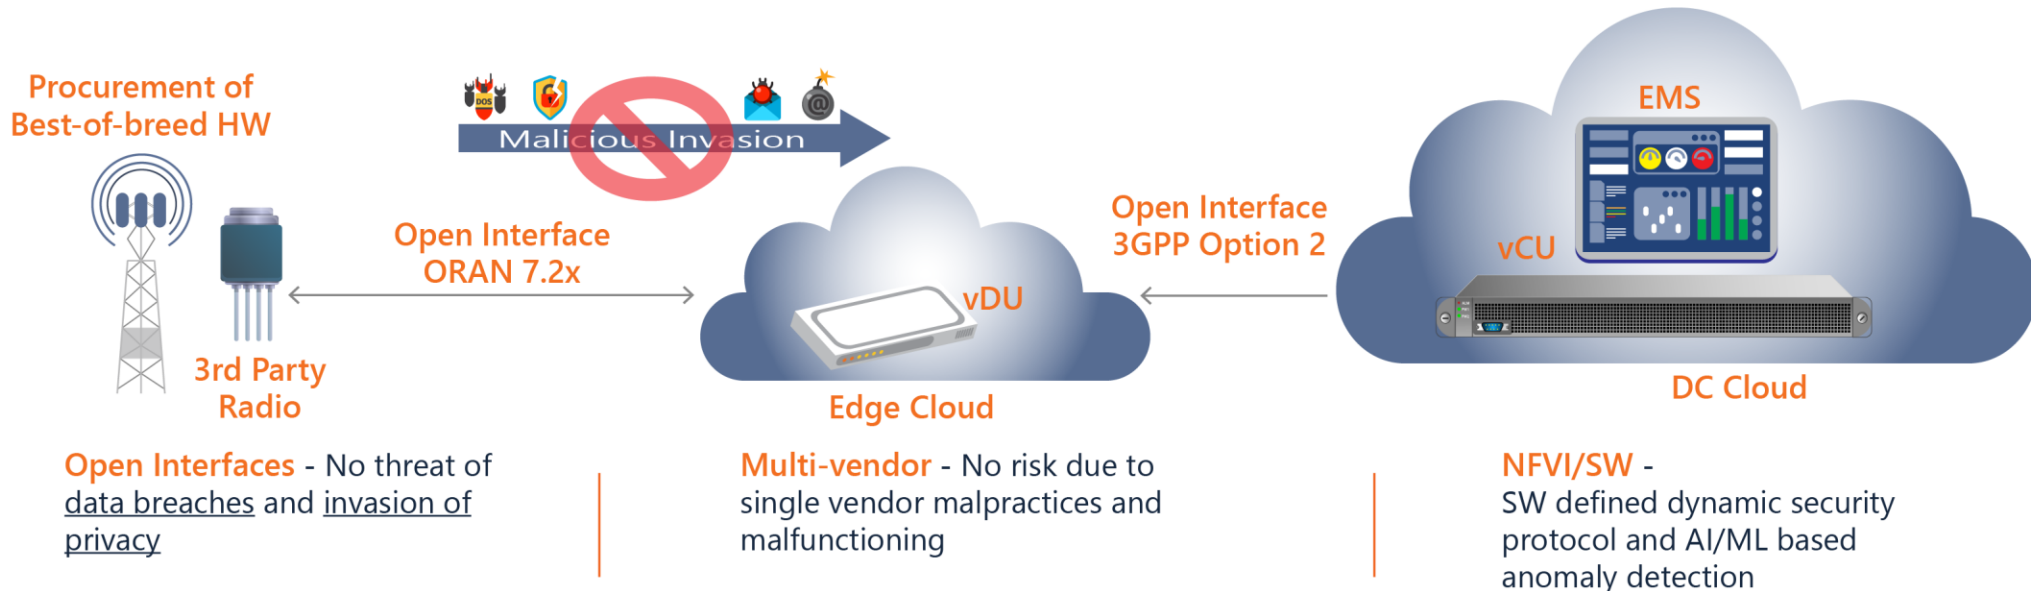 Procurement of
Best-of-breed HW
DOS
Malicious Invasion
@
EMS
Open Interface
ORAN 7.2x
Open Interface
3GPP Option 2
vCU
vDU
3rd Party
Radio
Edge Cloud
DC Cloud
Open Interfaces - No threat of
data breaches and invasion of
privacy
Multi-vendor - No risk due to
single vendor malpractices and
malfunctioning
NFVI/SW -
SW defined dynamic security
protocol and AI/ML based
anomaly detection